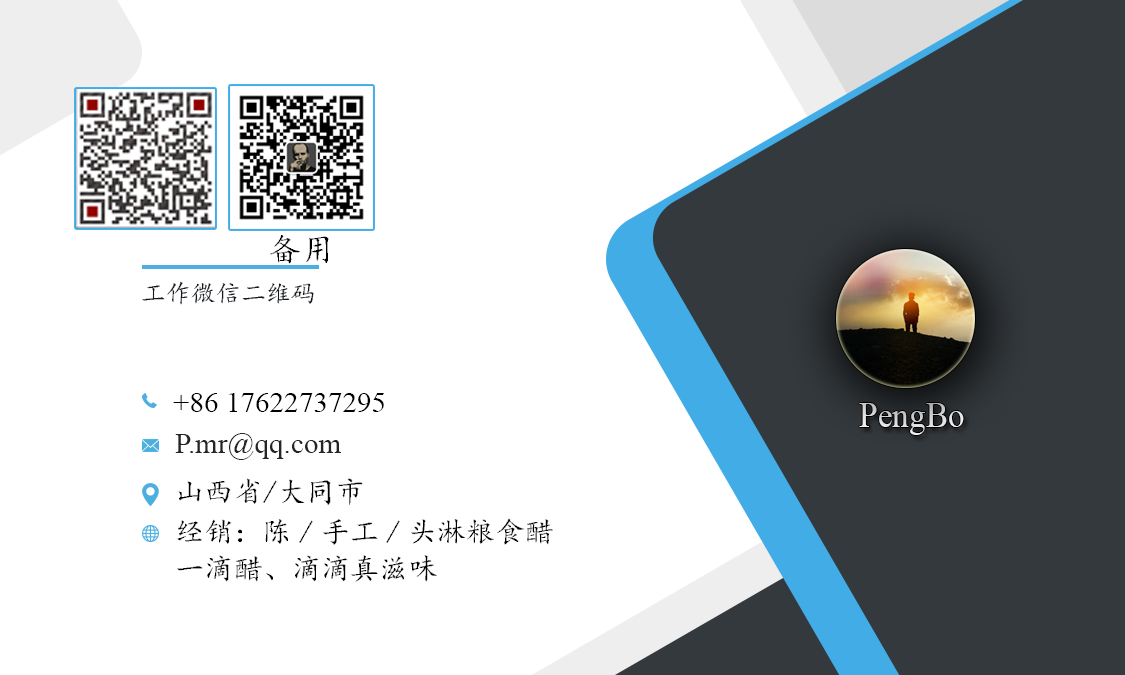 备用
工作微信二维码
+86 17622737295
P.mr@qq.com
山西省/大同市
经销：陈 / 手工 / 头淋粮食醋
一滴醋、滴滴真滋味
PengBo